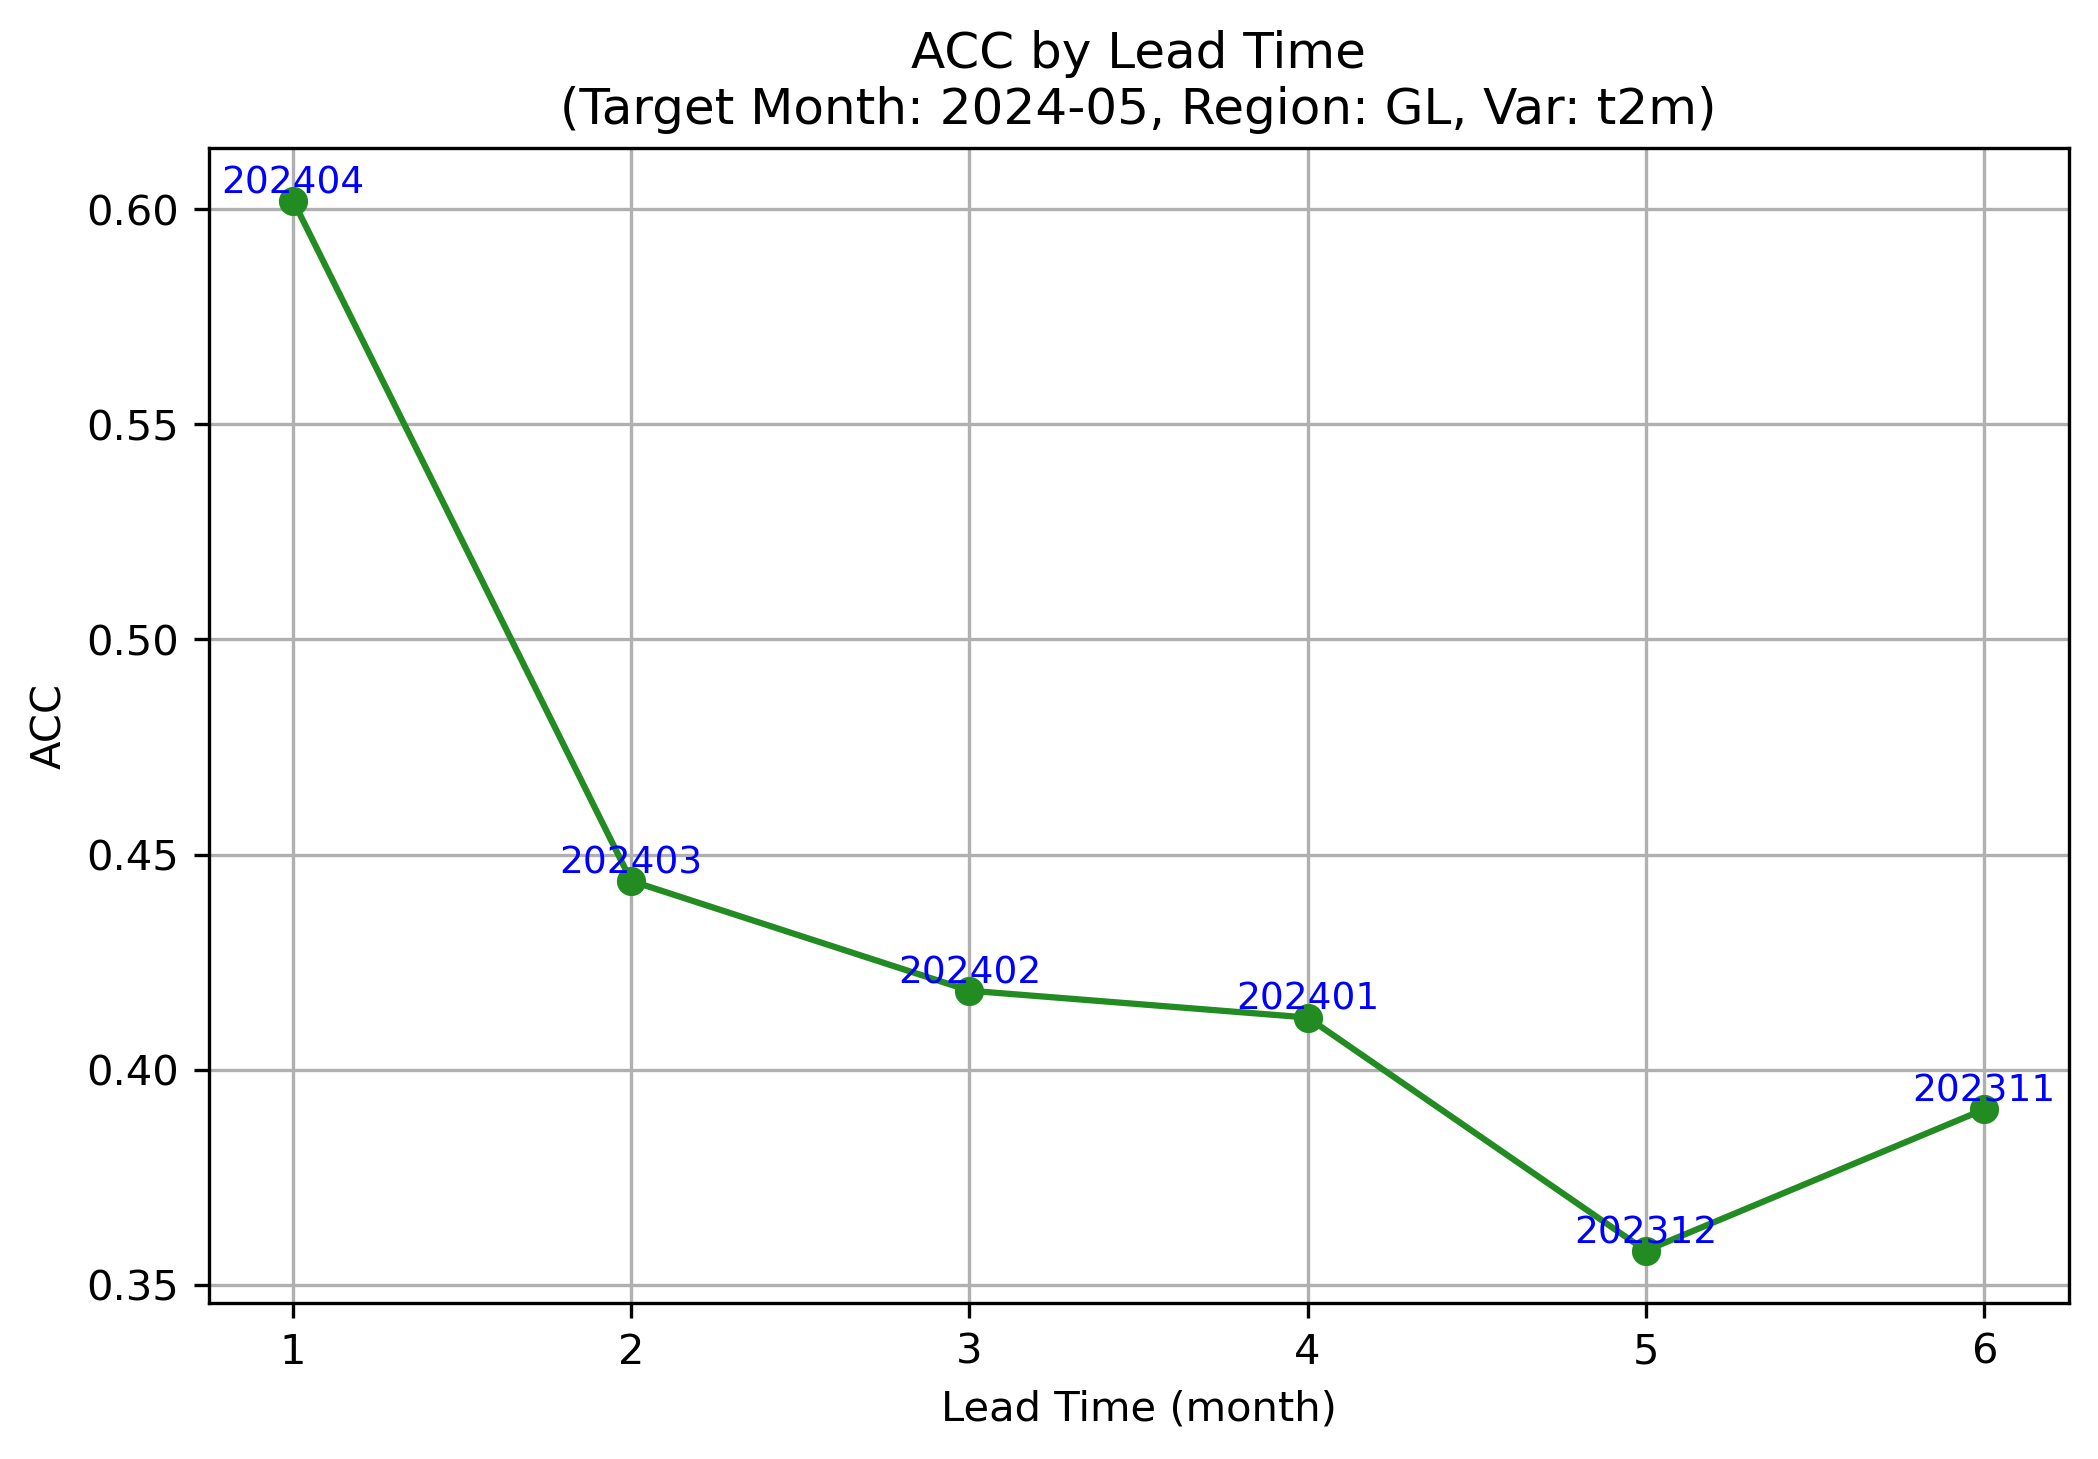 ACC by Lead Time
(Target Month: 2024-05, Region: GL, Var: t2m)
202404
0.60
0.55
0.50
ACC
0.45
202403
202402
202401
0.40
202311
202312
0.35
1 2 3 4 5 6
Lead Time (month)